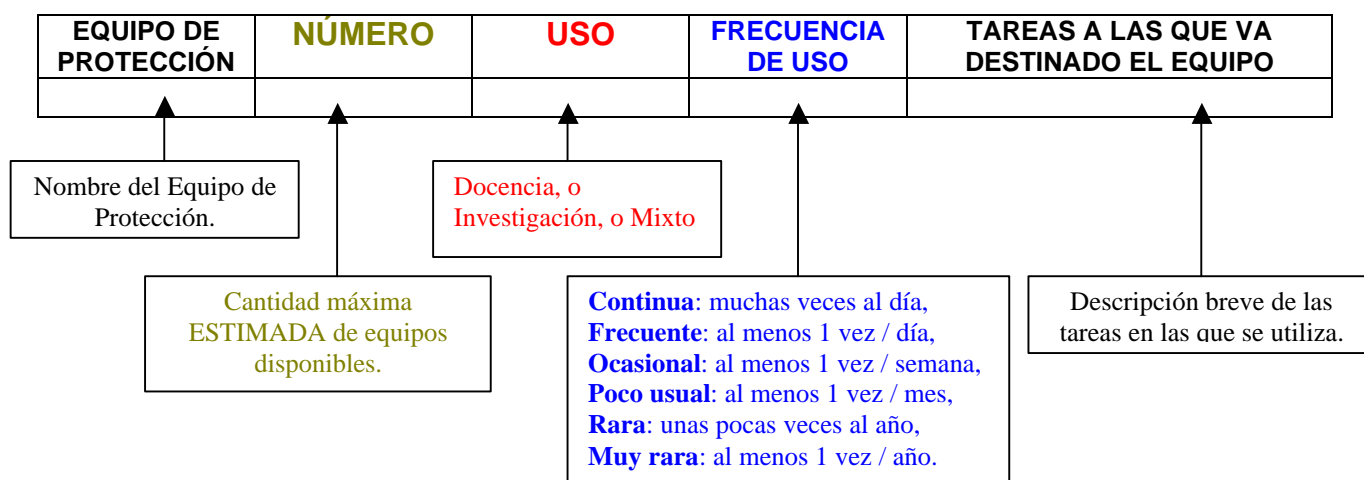 EQUIPO DE
PROTECCIÓN
NÚMERO
USO
FRECUENCIA
DE USO
TAREAS A LAS QUE VA
DESTINADO EL EQUIPO
Nombre del Equipo de
Protección.
Docencia, o
Investigación, o Mixto
Cantidad máxima
ESTIMADA de equipos
disponibles.
Continua: muchas veces al día,
Frecuente: al menos 1 vez / día,
Ocasional: al menos 1 vez / semana,
Poco usual: al menos 1 vez / mes,
Rara: unas pocas veces al año,
Muy rara: al menos 1 vez / año.
Descripción breve de las
tareas en las que se utiliza.